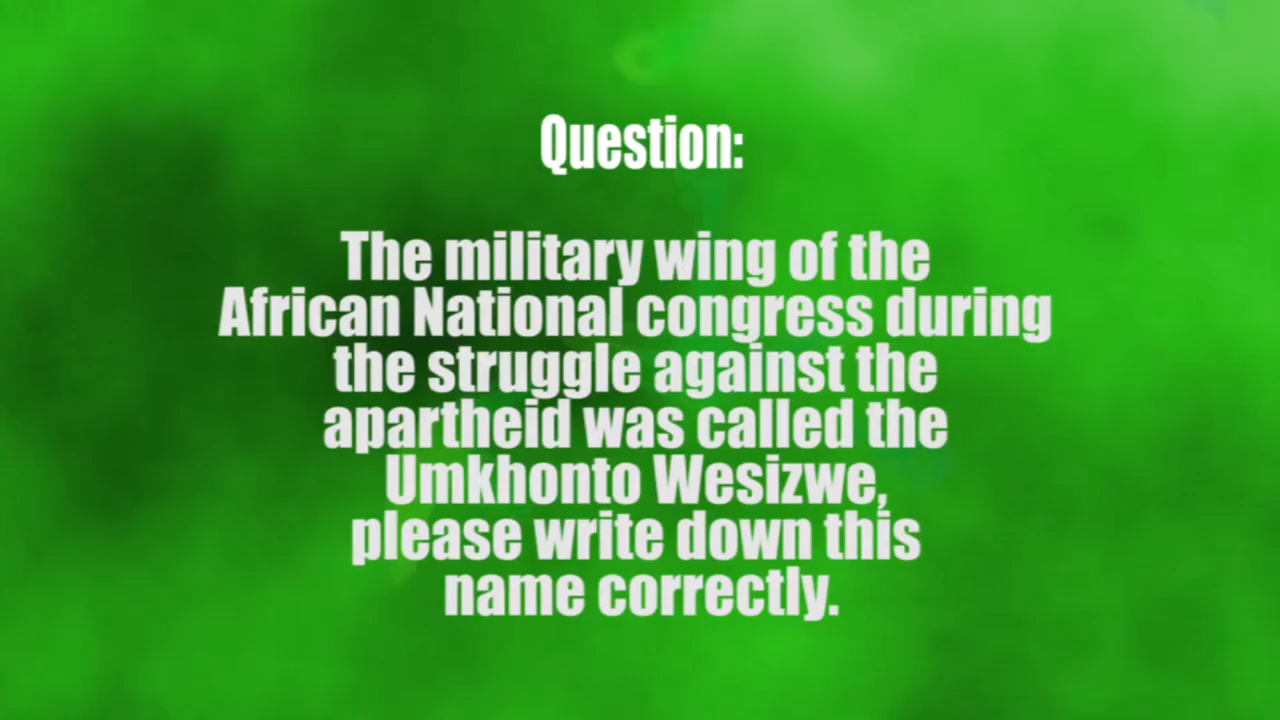 Question:
The military wing of the
African National congress during
the struggle against the
apartheid was called the
Umkhonto Wesizwe,
please write down this
name correctly.